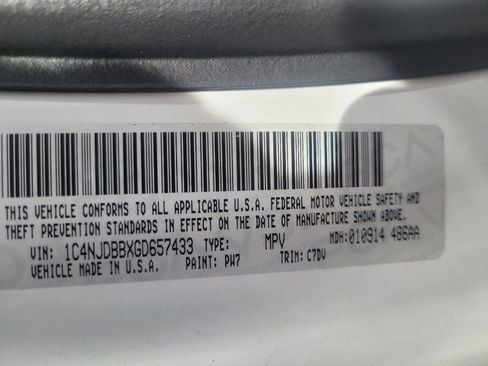 THIS VEHICLE CONFORMS TO ALL APPLICABLE U.S.A. FEDERAL MOTOR VEHICLE SAFETY AND
THEFT PREVENTION STANDARDS IN EFFECT ON THE DATE OF MANUFACTURE SHOWN ABOVE.
VIN: 1C4NJDBBXGD657433 TYPE: MPV MDH: 010914 486AA
VEHICLE MADE IN U.S.A. PAINT: PW7 TRIM: C7DV